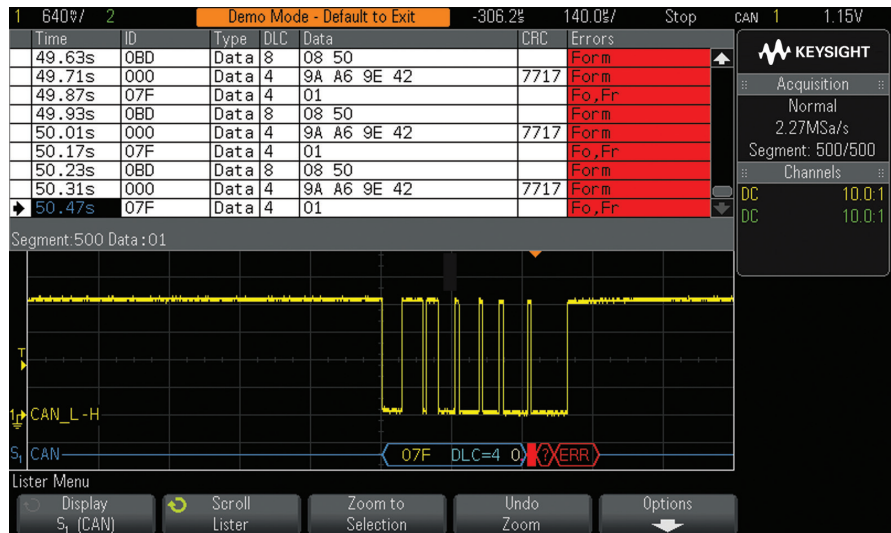 1 640⅟ 2 Demo Mode - Default to Exit -306.2µs 140.0µs/ Stop CAN 1 1.15V
Time ID Type DLC Data CRC Errors
49.63s 0BD Data 8 08 50 Form
49.71s 000 Data 4 9A A6 9E 42 7717 Form
49.87s 07F Data 4 01 Fo,Fr
49.93s 0BD Data 8 08 50 Form
50.01s 000 Data 4 9A A6 9E 42 7717 Form
50.17s 07F Data 4 01 Fo,Fr
50.23s 0BD Data 8 08 50 Form
50.31s 000 Data 4 9A A6 9E 42 7717 Form
50.47s 07F Data 4 01 Fo,Fr
KEYSIGHT
Acquisition
Normal
2.27MSa/s
Segment: 500/500
Channels
DC 10.0:1
DC 10.0:1
Segment:500 Data:01
T
1 CAN_L-H
S1 CAN 07F DLC=4 0 ? ERR
Lister Menu
Display
S1 (CAN)
Scroll
Lister
Zoom to
Selection
Undo
Zoom
Options